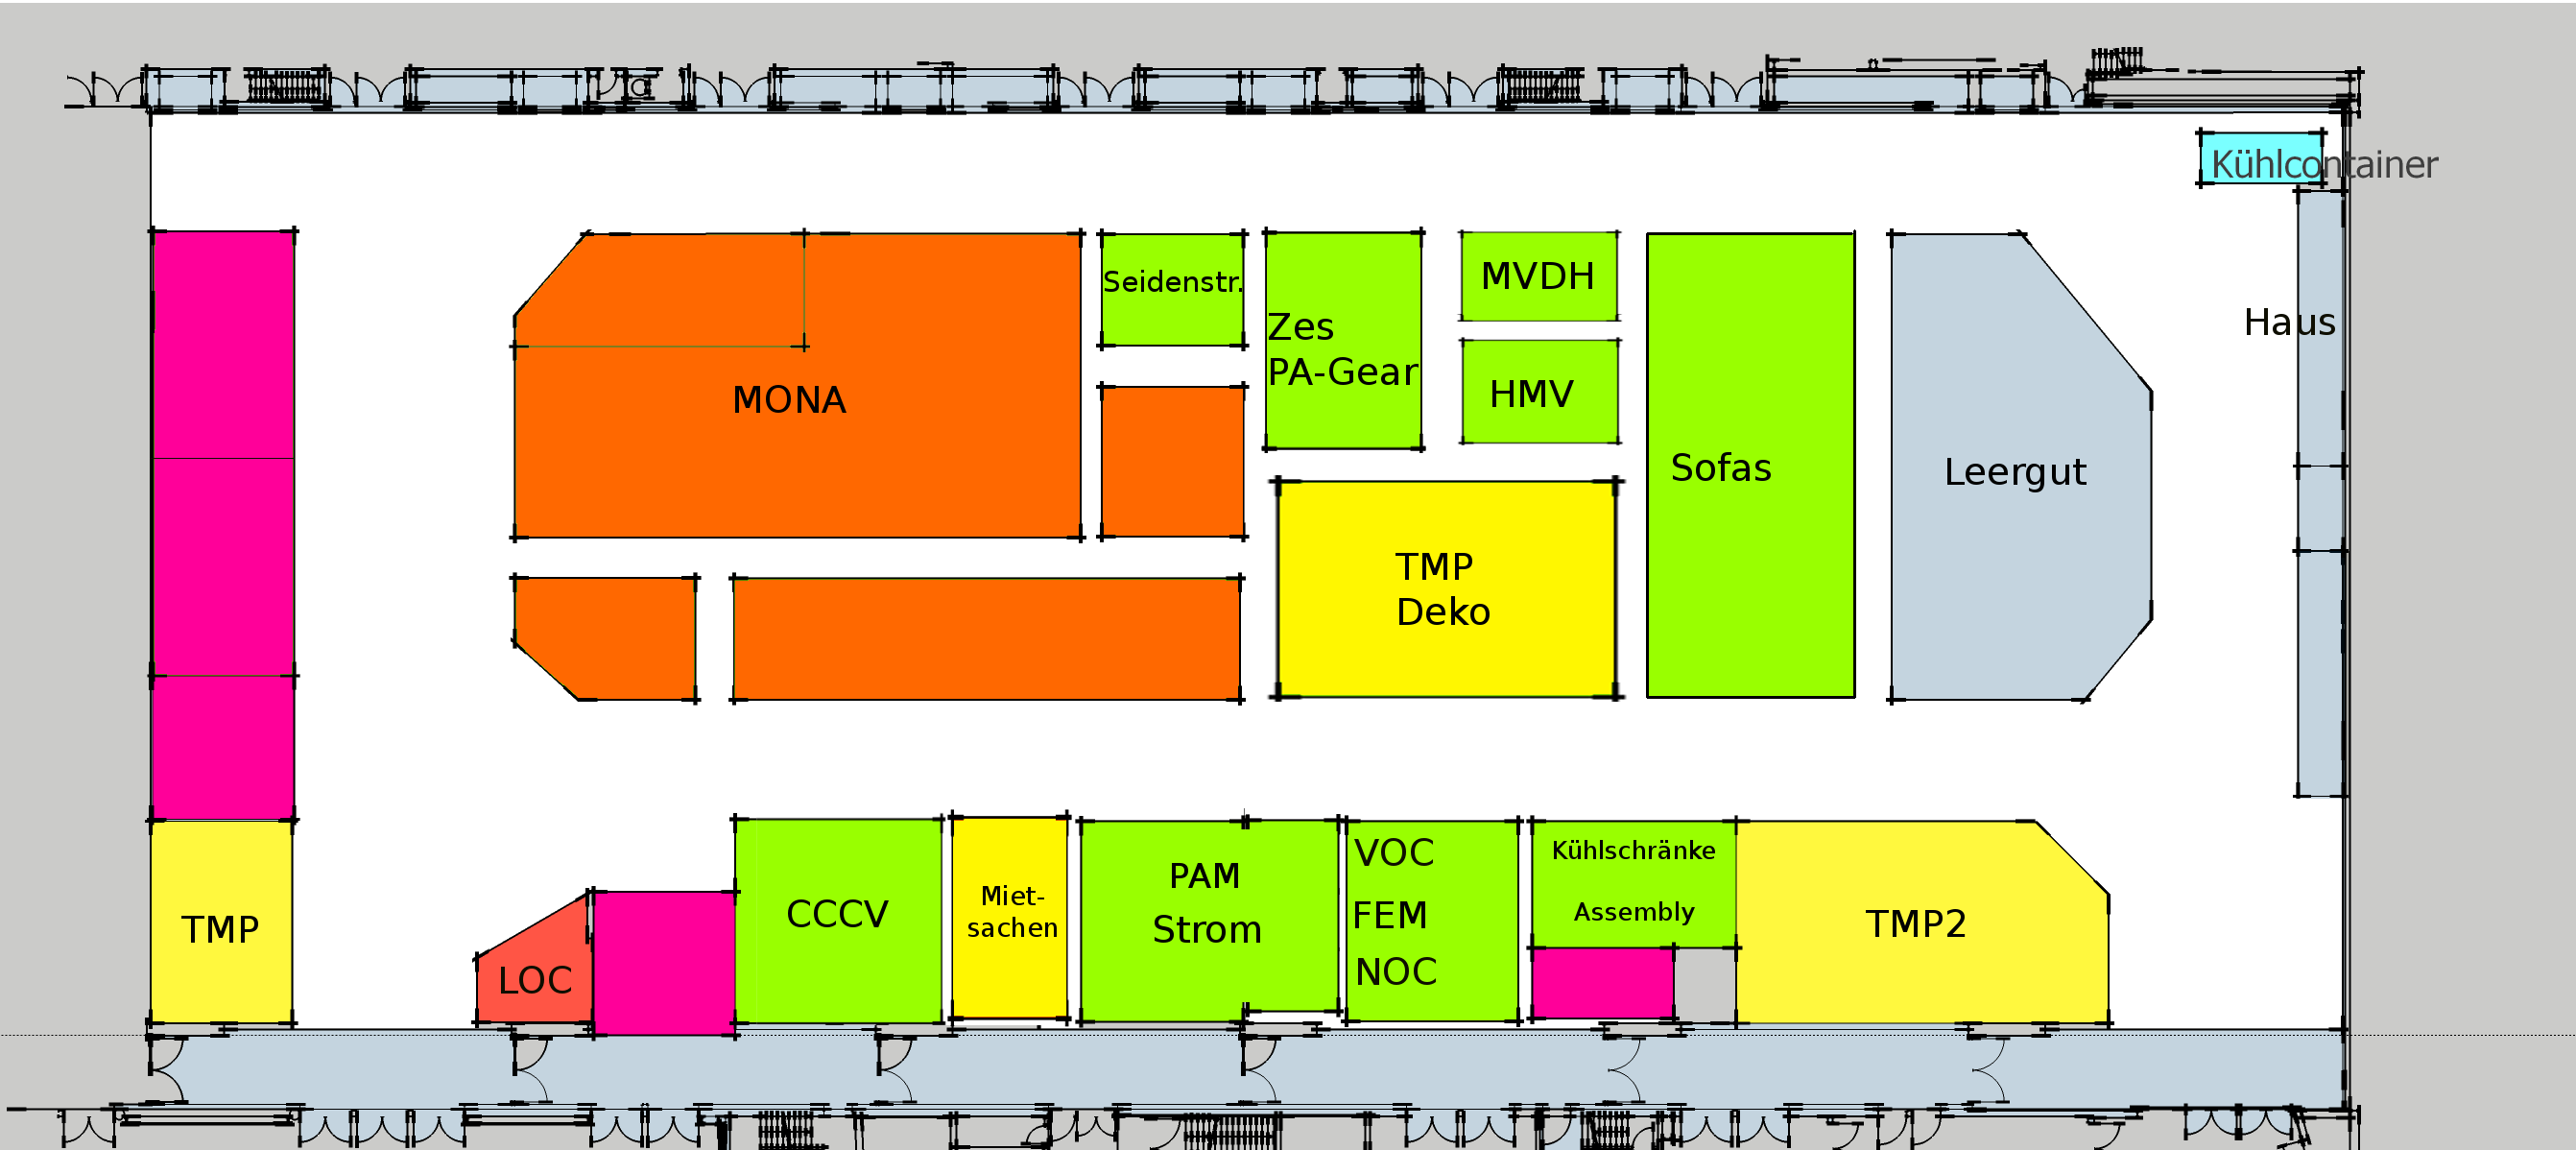 Kühlcontainer
Seidenstr.
MVDH
Zes
PA-Gear
Haus
HMV
MONA
Sofas
Leergut
TMP
Deko
VOC
Kühlschränke
PAM
Miet-
sachen
CCCV
FEM
Assembly
TMP
Strom
TMP2
LOC
NOC